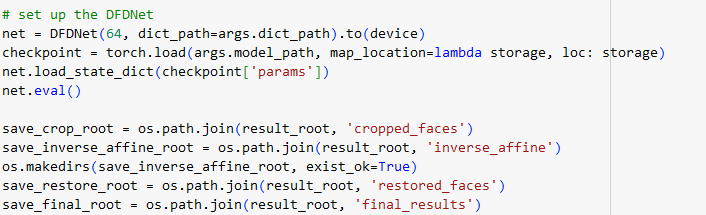 # set up the DFDNet
net = DFDNet(64, dict_path=args.dict_path).to(device)
checkpoint = torch.load(args.model_path, map_location=lambda storage, loc: storage)
net.load_state_dict(checkpoint['params'])
net.eval()
save_crop_root = os.path.join(result_root, 'cropped_faces')
save_inverse_affine_root = os.path.join(result_root, 'inverse_affine')
os.makedirs(save_inverse_affine_root, exist_ok=True)
save_restore_root = os.path.join(result_root, 'restored_faces')
save_final_root = os.path.join(result_root, 'final_results')